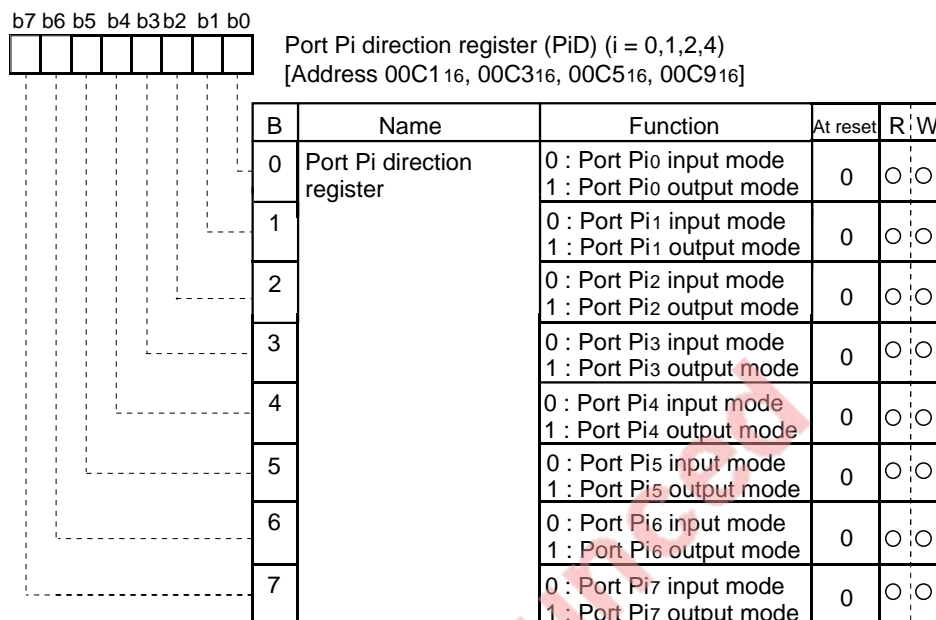 b7 b6 b5 b4 b3 b2 b1 b0
Port Pi direction register (PiD) (i = 0,1,2,4)
[Address 00C116, 00C316, 00C516, 00C916]
B Name Function At reset R W
0 Port Pi direction register 0 : Port Pi0 input mode 0
1 : Port Pi0 output mode
1 0 : Port Pi1 input mode 0
1 : Port Pi1 output mode
2 0 : Port Pi2 input mode 0
1 : Port Pi2 output mode
3 0 : Port Pi3 input mode 0
1 : Port Pi3 output mode
4 0 : Port Pi4 input mode 0
1 : Port Pi4 output mode
5 0 : Port Pi5 input mode 0
1 : Port Pi5 output mode
6 0 : Port Pi6 input mode 0
1 : Port Pi6 output mode
7 0 : Port Pi7 input mode 0
1 : Port Pi7 output mode